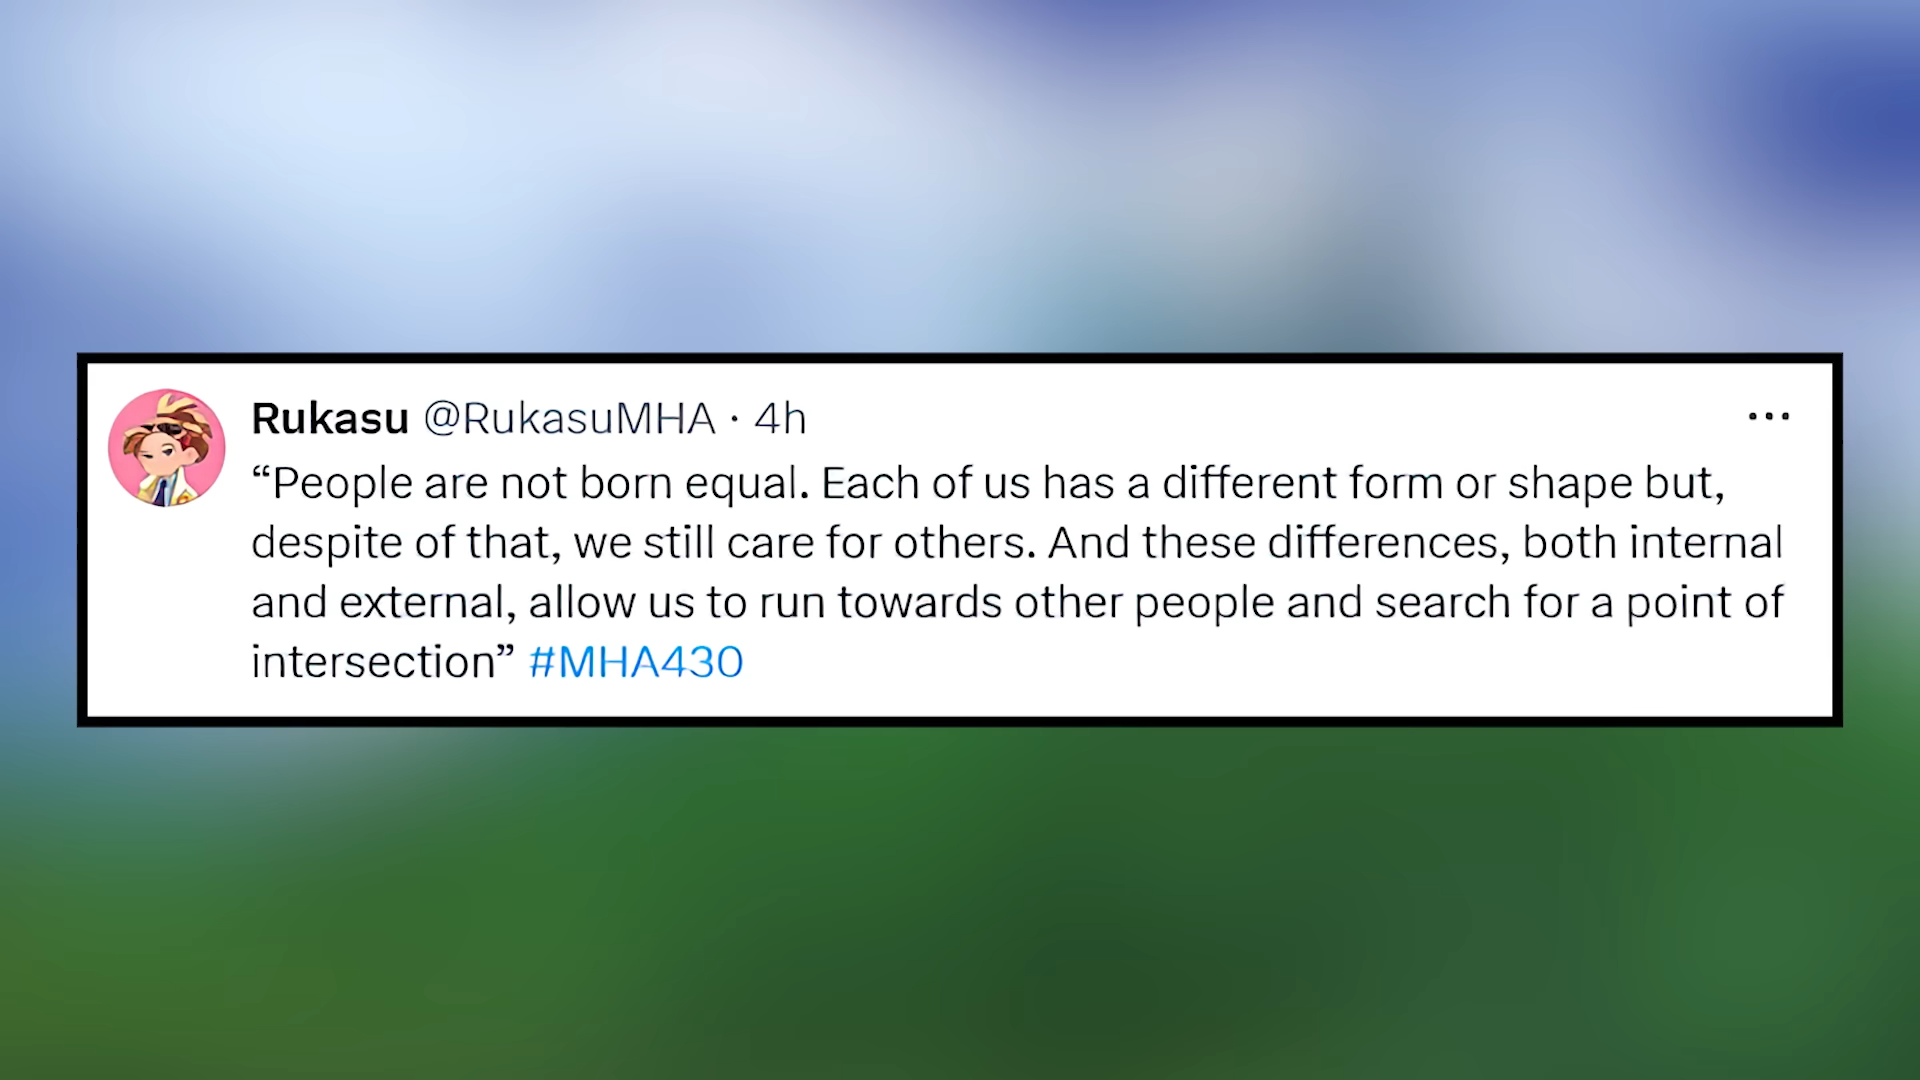 Rukasu @RukasuMHA · 4h
“People are not born equal. Each of us has a different form or shape but,
despite of that, we still care for others. And these differences, both internal
and external, allow us to run towards other people and search for a point of
intersection” #MHA430